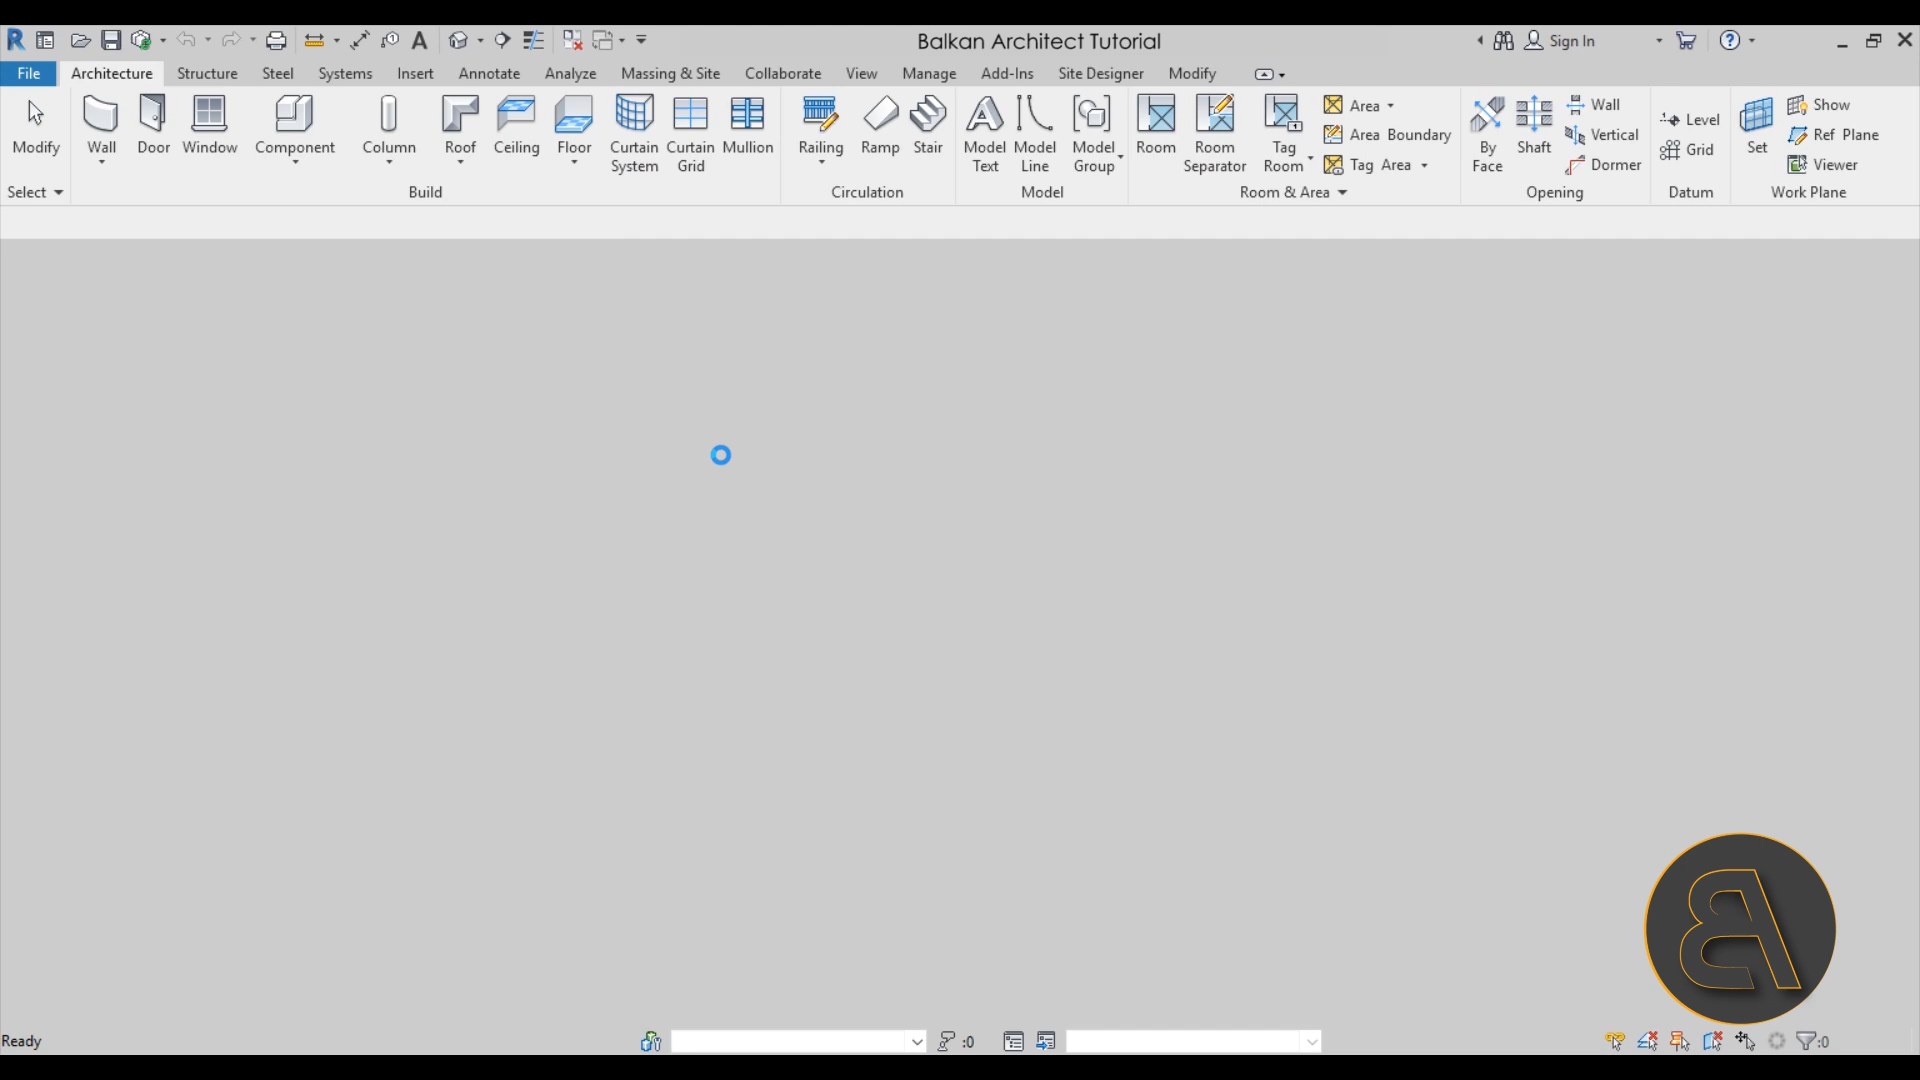 Balkan Architect Tutorial
Sign In
File Architecture Structure Steel Systems Insert Annotate Analyze Massing & Site Collaborate View Manage Add-Ins Site Designer Modify
Modify
Wall
Door
Window
Component
Column
Roof
Ceiling
Floor
Curtain
System
Curtain
Grid
Mullion
Railing
Ramp
Stair
Model
Text
Model
Line
Model
Group
Room
Room
Separator
Tag
Room
Area
Area Boundary
Tag Area
By
Face
Shaft
Wall
Vertical
Dormer
Level
Grid
Set
Show
Ref Plane
Viewer
Select
Build
Circulation
Model
Room & Area
Opening
Datum
Work Plane
Ready
:0
:0